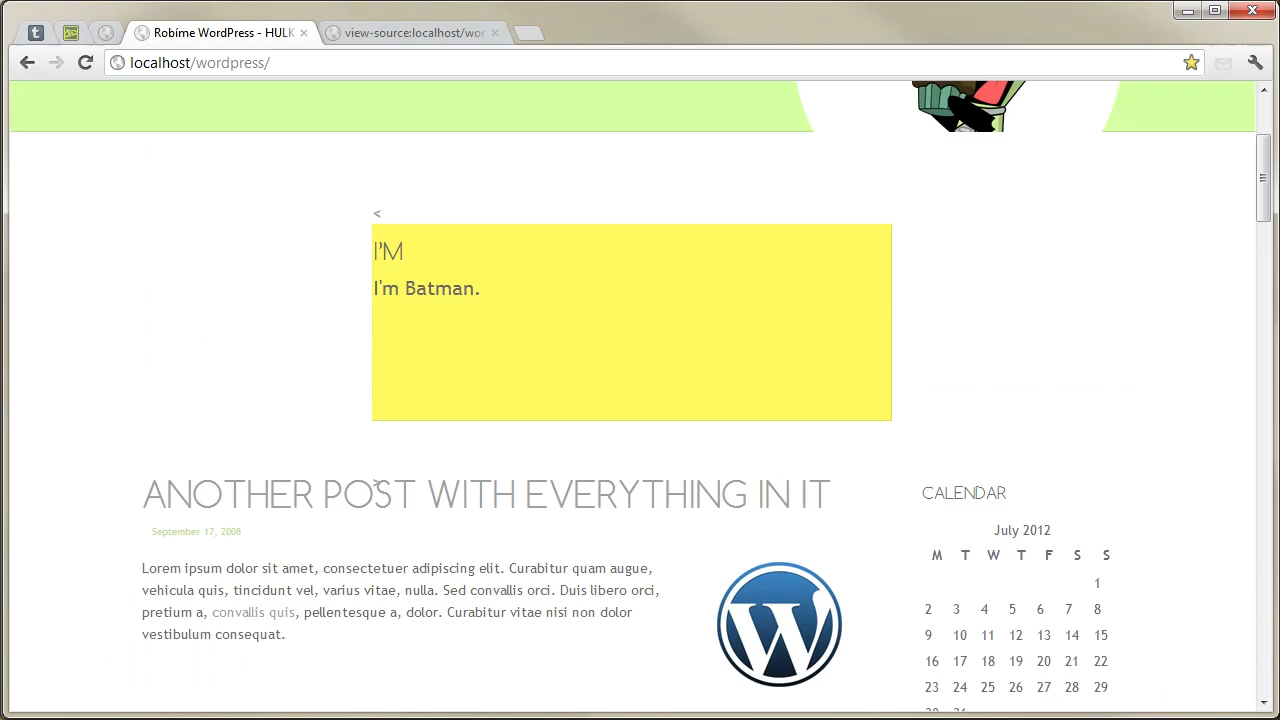 Robíme WordPress - HULK
view-source:localhost/wor
localhost/wordpress/
<
I'M
I'm Batman.
ANOTHER POST WITH EVERYTHING IN IT
September 17, 2008
Lorem ipsum dolor sit amet, consectetuer adipiscing elit. Curabitur quam augue,
vehicula quis, tincidunt vel, varius vitae, nulla. Sed convallis orci. Duis libero orci,
pretium a, convallis quis, pellentesque a, dolor. Curabitur vitae nisi non dolor
vestibulum consequat.
CALENDAR
July 2012
M T W T F S S
1
2 3 4 5 6 7 8
9 10 11 12 13 14 15
16 17 18 19 20 21 22
23 24 25 26 27 28 29